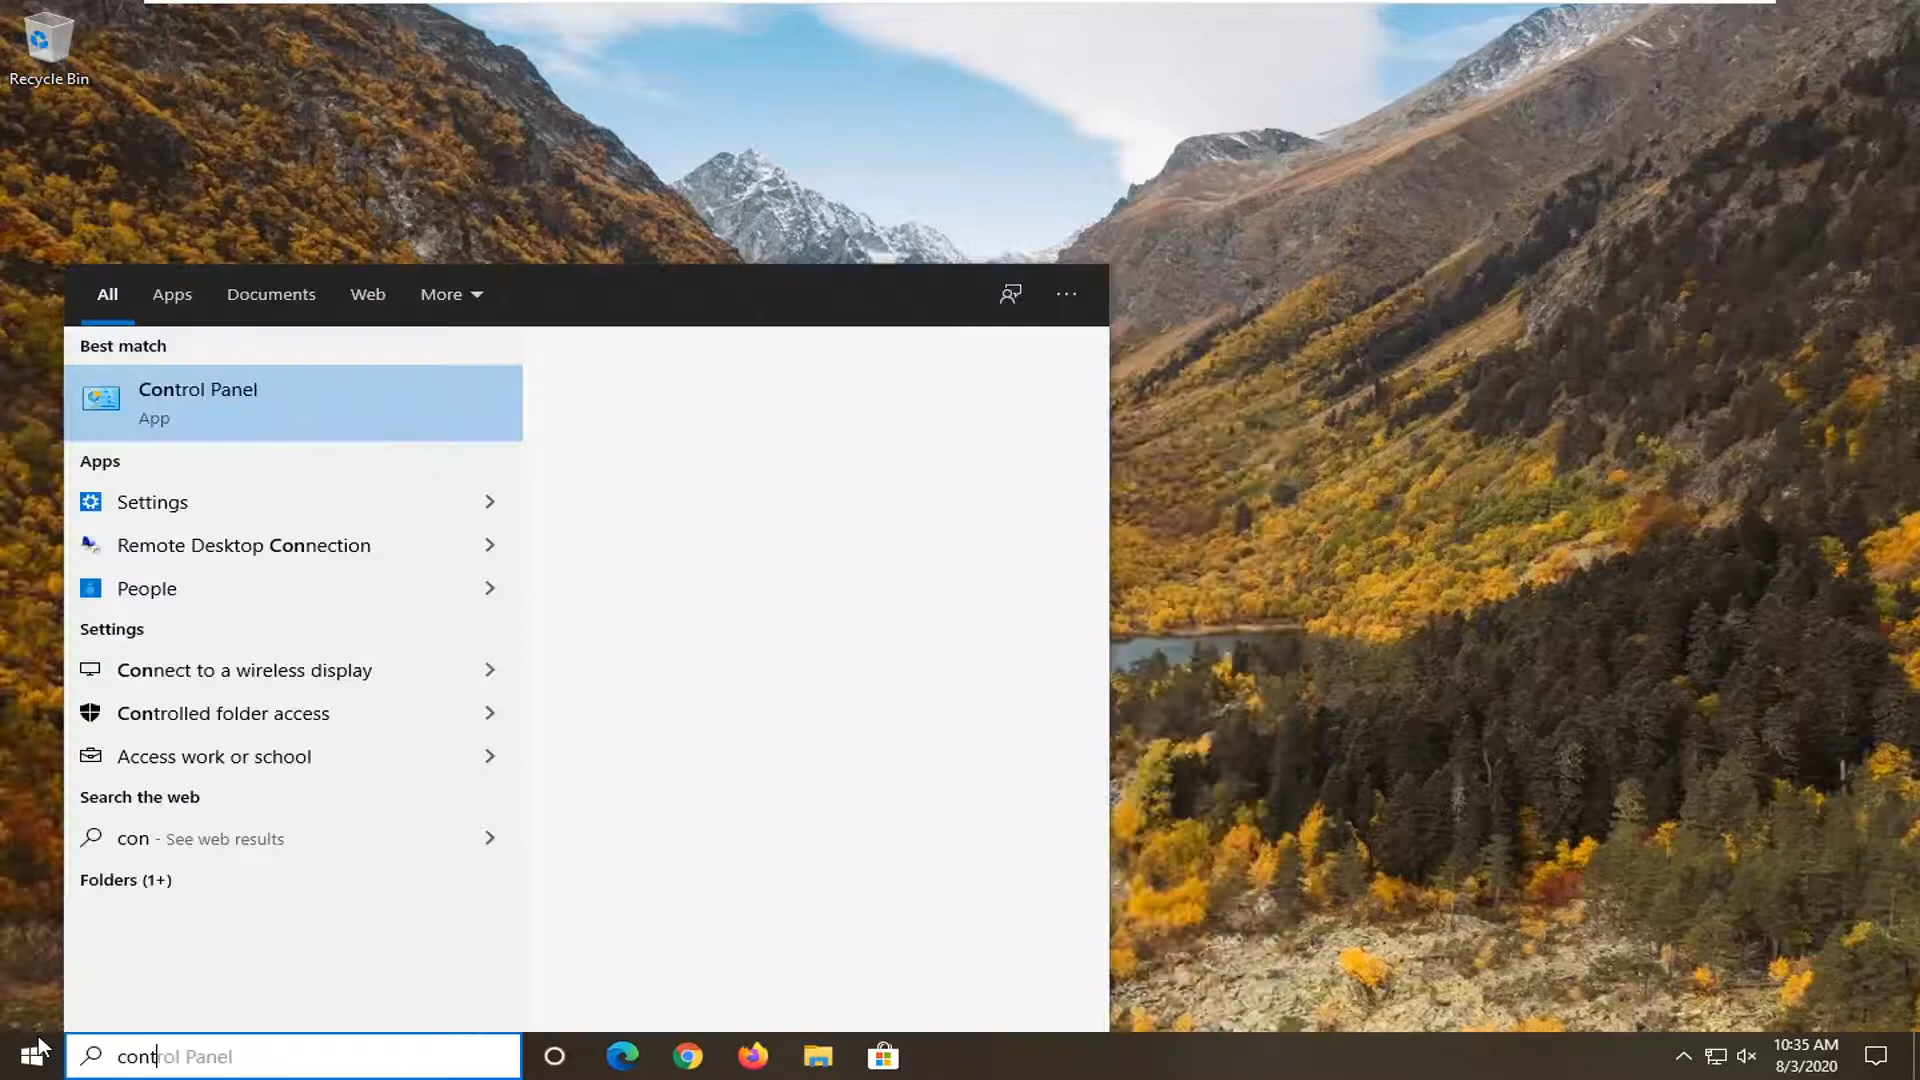 Recycle Bin
All
Apps
Documents
Web
More
Best match
Control Panel
App
Apps
Settings
Remote Desktop Connection
People
Settings
Connect to a wireless display
Controlled folder access
Access work or school
Search the web
con - See web results
Folders (1+)
control Panel
10:35 AM
8/3/2020